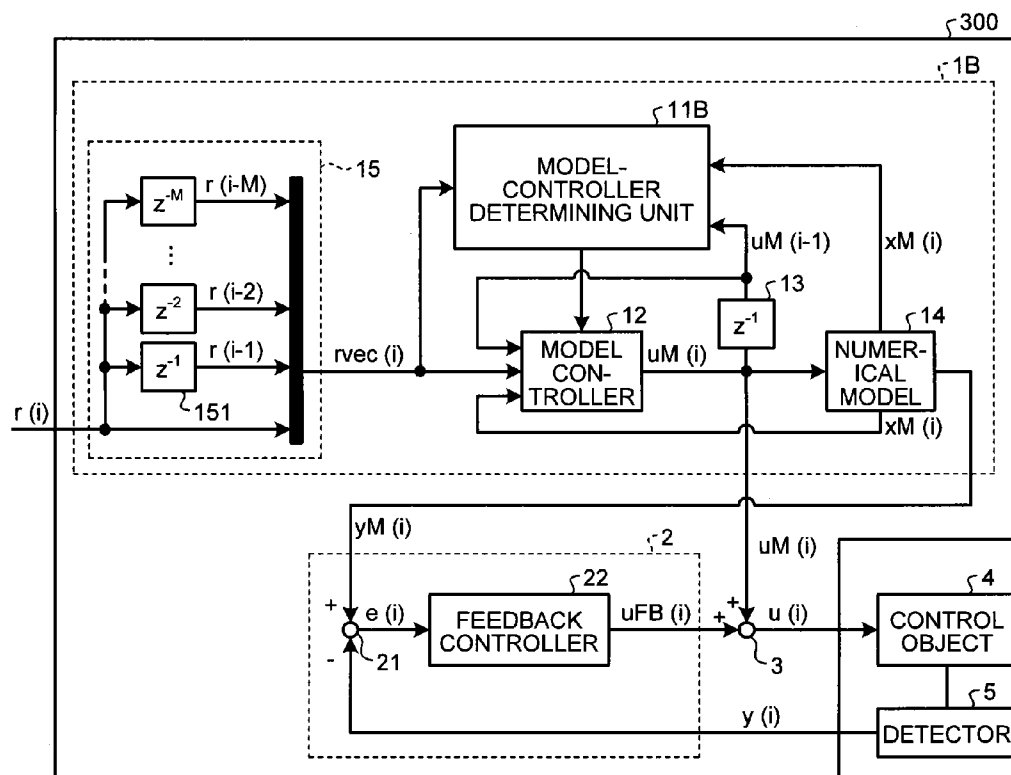 300
1B
11B
15
MODEL-
CONTROLLER
DETERMINING UNIT
z-M
r (i-M)
⋮
uM (i-1)
xM (i)
z-2
r (i-2)
13
z-1
12
14
z-1
r (i-1)
rvec (i)
MODEL
CON-
TROLLER
uM (i)
NUMER-
ICAL
MODEL
151
r (i)
xM (i)
yM (i)
uM (i)
2
22
4
+
e (i)
FEEDBACK
CONTROLLER
uFB (i)
+
+
u (i)
CONTROL
OBJECT
21
-
3
5
y (i)
DETECTOR